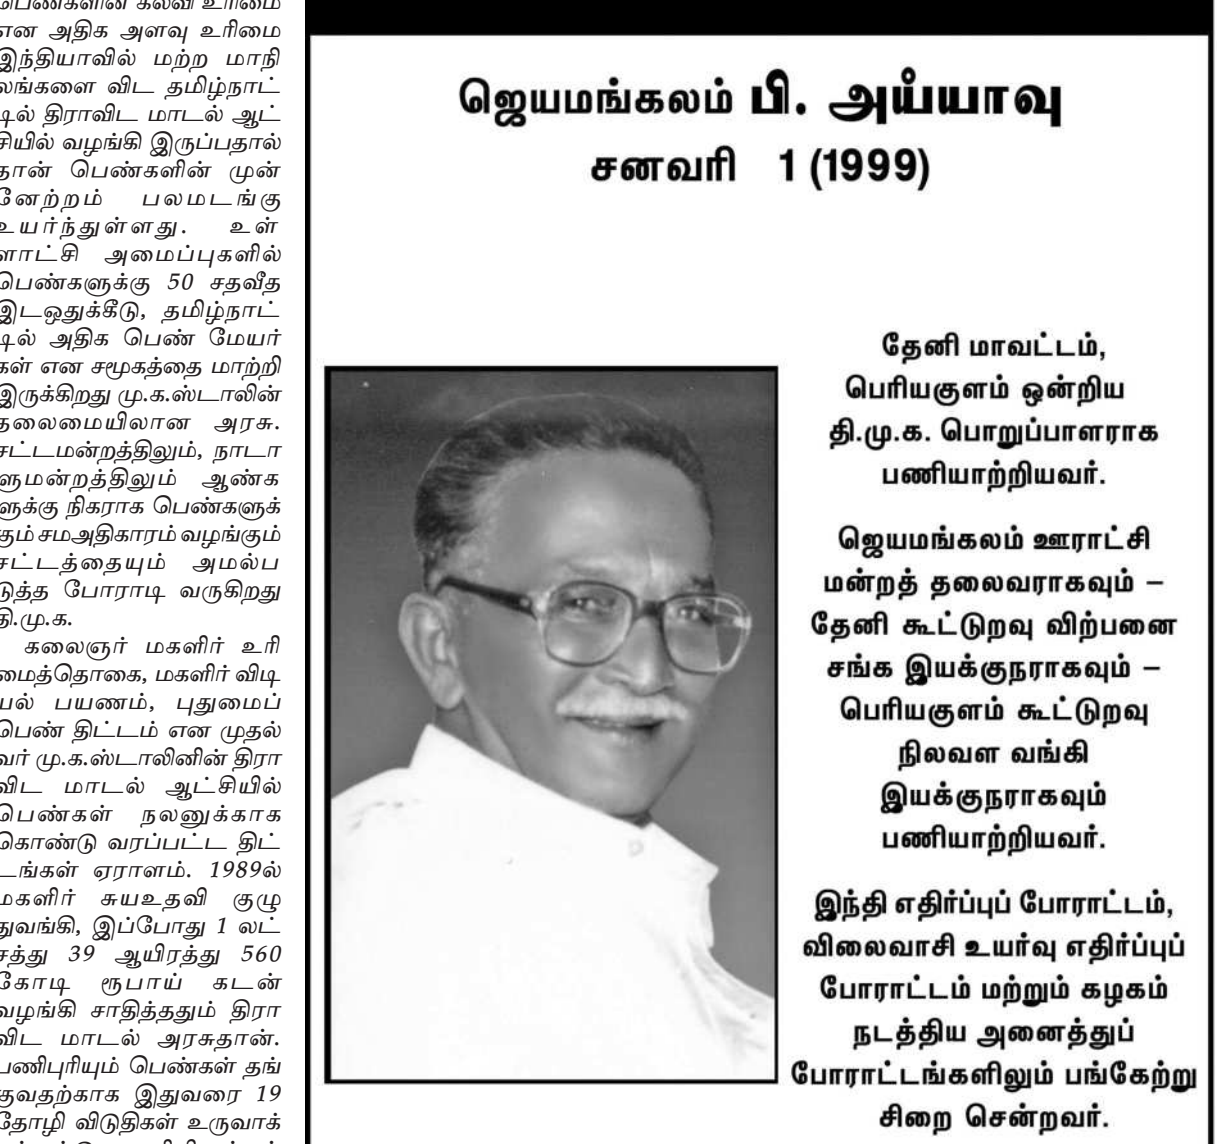 என அதிக அளவு உரிமை
இந்தியாவில் மற்ற மாநி
லங்களை விட தமிழ்நாட்
டில் திராவிட மாடல் ஆட்
சியில் வழங்கி இருப்பதால்
தான் பெண்களின் முன்
னேற்றம் பலமடங்கு
உயர்ந்துள்ளது. உள்
ளாட்சி அமைப்புகளில்
பெண்களுக்கு 50 சதவீத
இடஒதுக்கீடு, தமிழ்நாட்
டில் அதிக பெண் மேயர்
கள் என சமூகத்தை மாற்றி
இருக்கிறது மு.க.ஸ்டாலின்
தலைமையிலான அரசு.
சட்டமன்றத்திலும், நாடா
ளுமன்றத்திலும் ஆண்க
ளுக்கு நிகராக பெண்களுக்
கும் சமஅதிகாரம் வழங்கும்
சட்டத்தையும் அமல்ப
டுத்த போராடி வருகிறது
தி.மு.க.
கலைஞர் மகளிர் உரி
மைத்தொகை, மகளிர் விடி
யல் பயணம், புதுமைப்
பெண் திட்டம் என முதல்
வர் மு.க.ஸ்டாலினின் திரா
விட மாடல் ஆட்சியில்
பெண்கள் நலனுக்காக
கொண்டு வரப்பட்ட திட்
டங்கள் ஏராளம். 1989ல்
மகளிர் சுயஉதவி குழு
துவங்கி, இப்போது 1 லட்
சத்து 39 ஆயிரத்து 560
கோடி ரூபாய் கடன்
வழங்கி சாதித்ததும் திரா
விட மாடல் அரசுதான்.
பணிபுரியும் பெண்கள் தங்
குவதற்காக இதுவரை 19
தோழி விடுதிகள் உருவாக்
ஜெயமங்கலம் பி. அய்யாவு
சனவரி 1 (1999)
தேனி மாவட்டம்,
பெரியகுளம் ஒன்றிய
தி.மு.க. பொறுப்பாளராக
பணியாற்றியவர்.
ஜெயமங்கலம் ஊராட்சி
மன்றத் தலைவராகவும் –
தேனி கூட்டுறவு விற்பனை
சங்க இயக்குநராகவும் –
பெரியகுளம் கூட்டுறவு
நிலவள வங்கி
இயக்குநராகவும்
பணியாற்றியவர்.
இந்தி எதிர்ப்புப் போராட்டம்,
விலைவாசி உயர்வு எதிர்ப்புப்
போராட்டம் மற்றும் கழகம்
நடத்திய அனைத்துப்
போராட்டங்களிலும் பங்கேற்று
சிறை சென்றவர்.